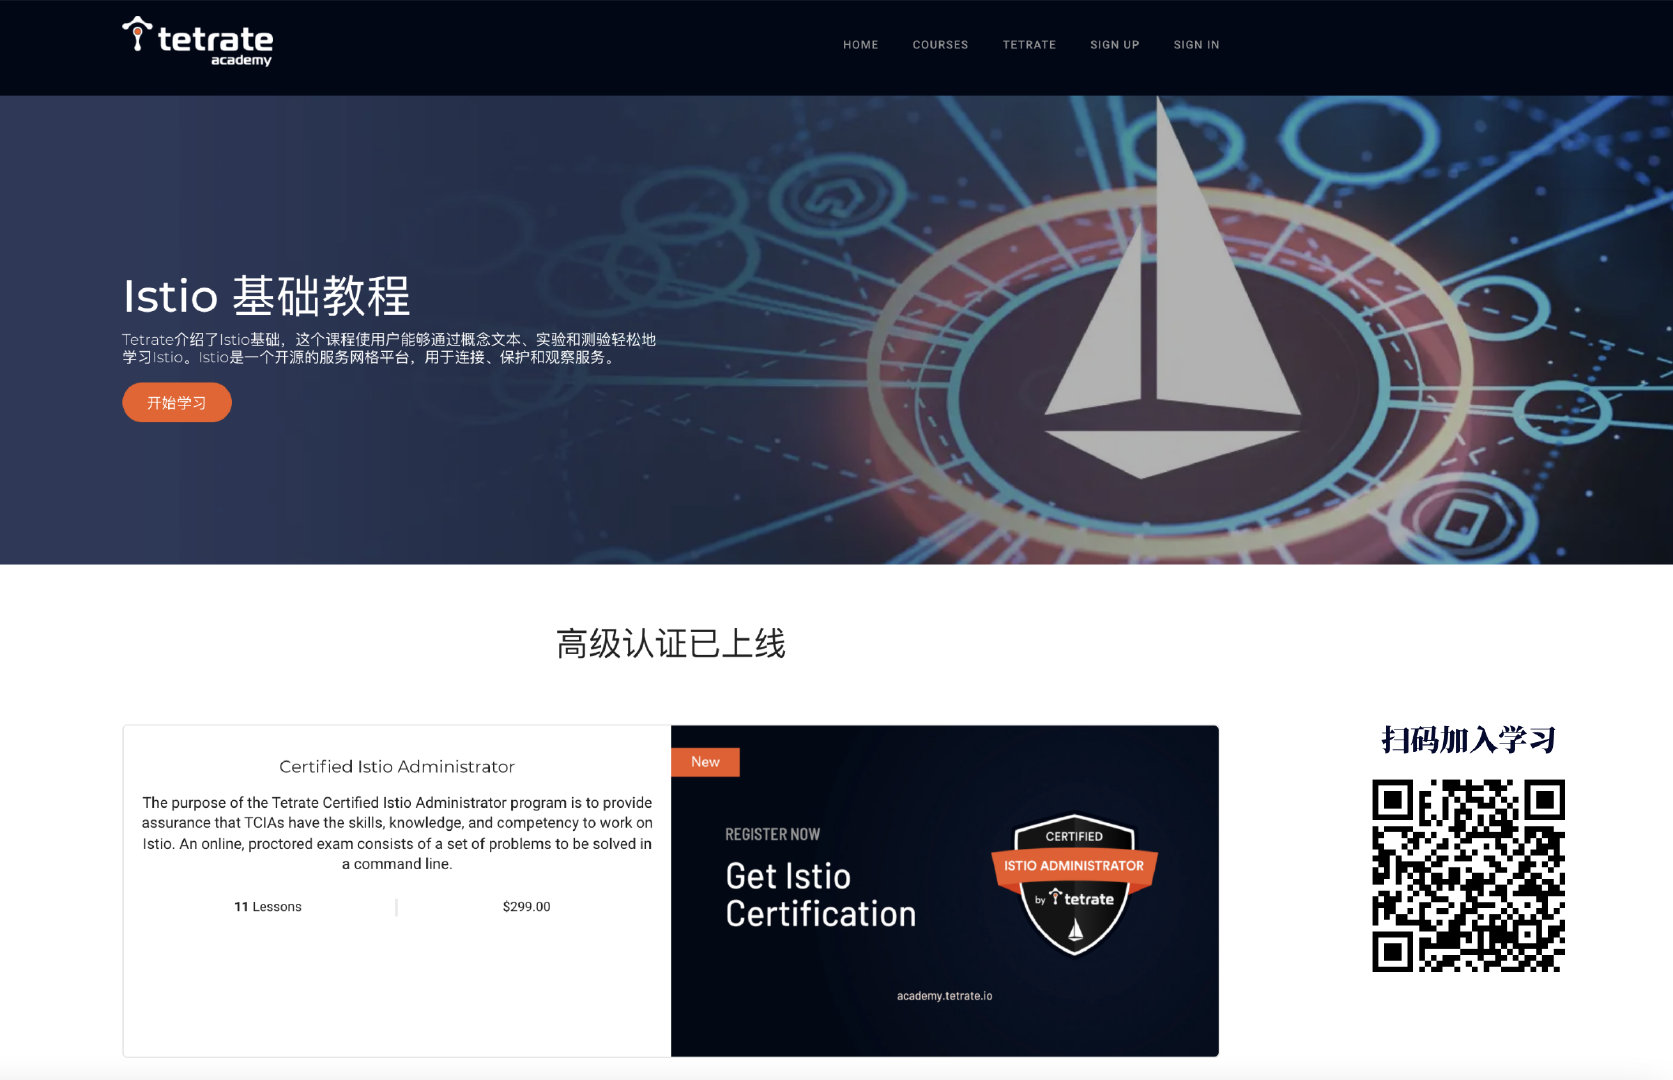 tetrate
academy
HOME
COURSES
TETRATE
SIGN UP
SIGN IN
Istio 基础教程
Tetrate介绍了Istio基础，这个课程使用户能够通过概念文本、实验和测验轻松地
学习Istio。Istio是一个开源的服务网格平台，用于连接、保护和观察服务。
开始学习
高级认证已上线
Certified Istio Administrator
The purpose of the Tetrate Certified Istio Administrator program is to provide
assurance that TCIAs have the skills, knowledge, and competency to work on
Istio. An online, proctored exam consists of a set of problems to be solved in
a command line.
11 Lessons
$299.00
New
REGISTER NOW
Get Istio
Certification
CERTIFIED
ISTIO ADMINISTRATOR
by tetrate
academy.tetrate.io
扫码加入学习